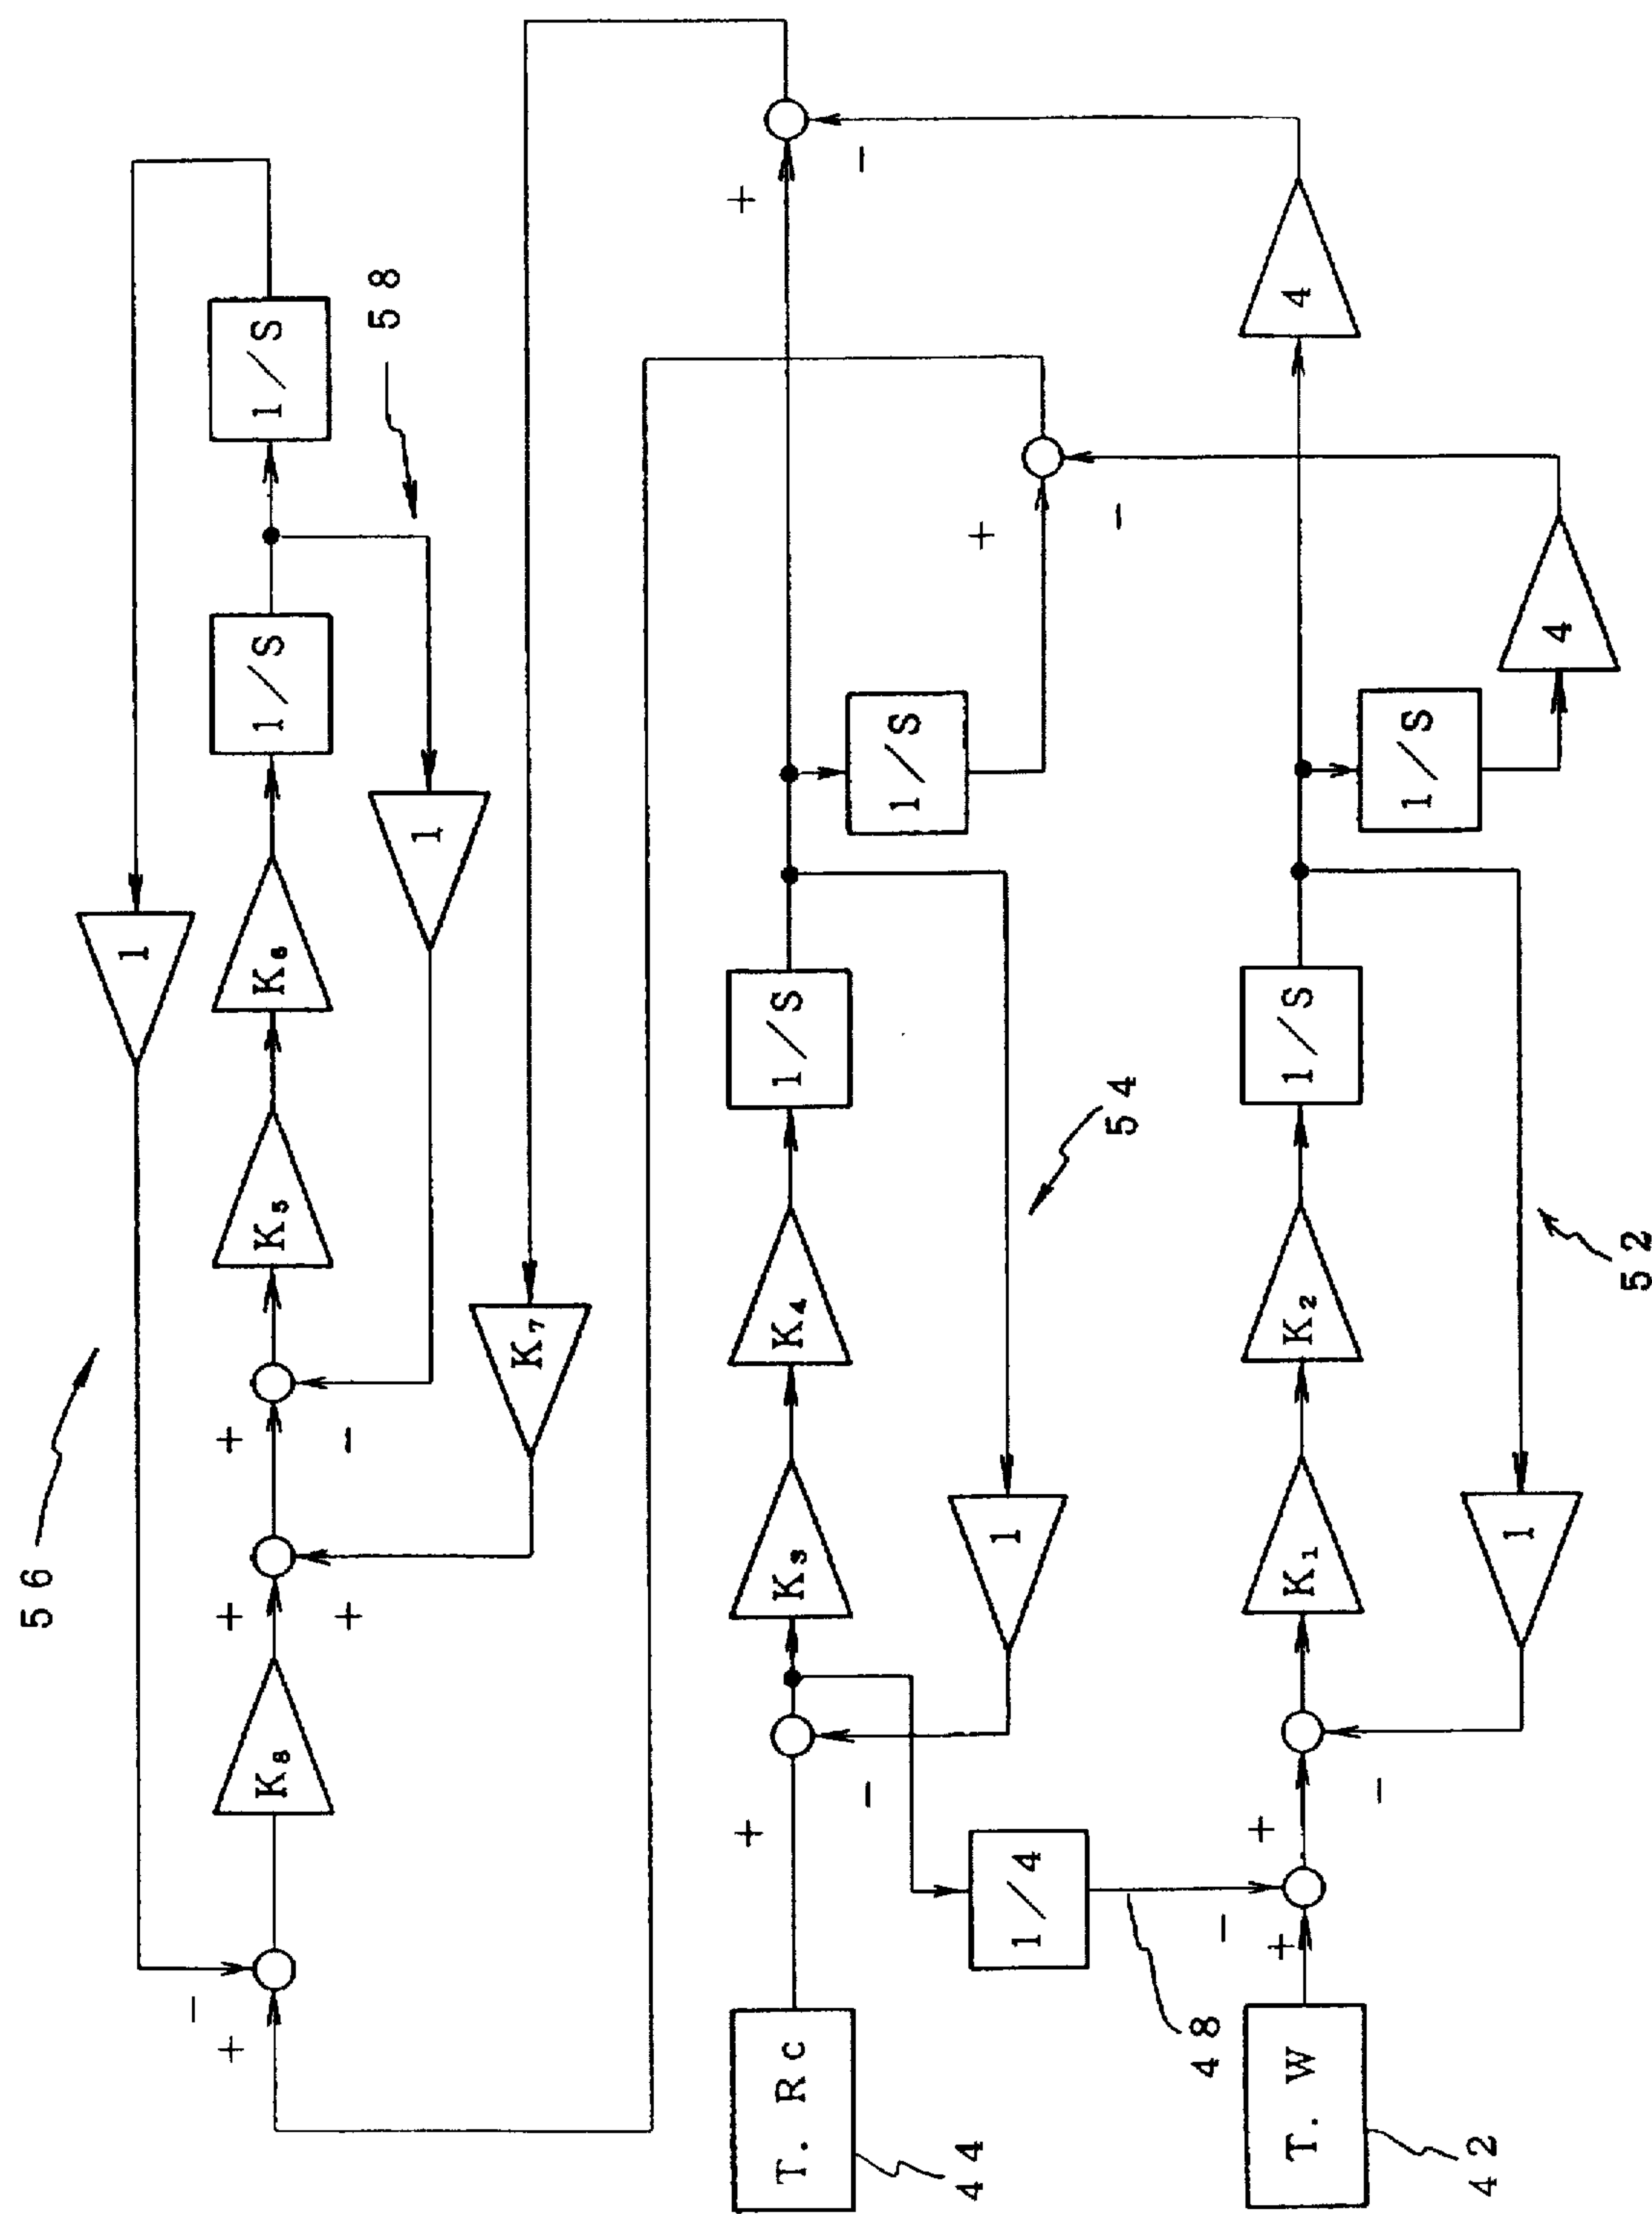 56
-
+
K₈
+
+
+
-
K₅
K₆
1/S
1/S
1
1
58
K₇
T. Rc
44
+
-
K₃
K₄
1/S
1
54
1/S
+
-
+
-
1/4
48
T. W
42
+
-
+
-
K₁
K₂
1/S
1
52
1/S
4
4